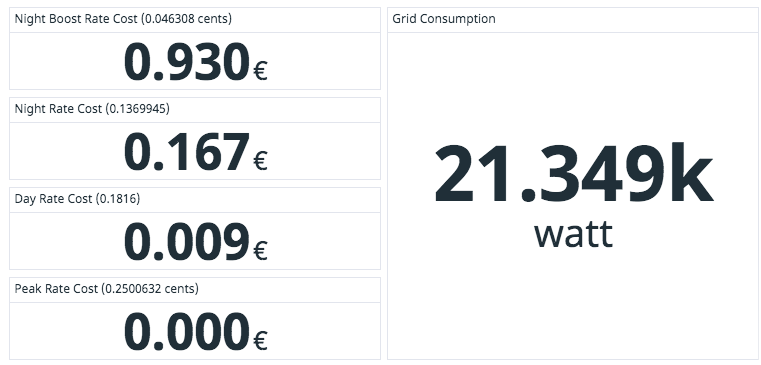 Night Boost Rate Cost (0.046308 cents)
0.930€
Night Rate Cost (0.1369945)
0.167€
Day Rate Cost (0.1816)
0.009€
Peak Rate Cost (0.2500632 cents)
0.000€
Grid Consumption
21.349k
watt